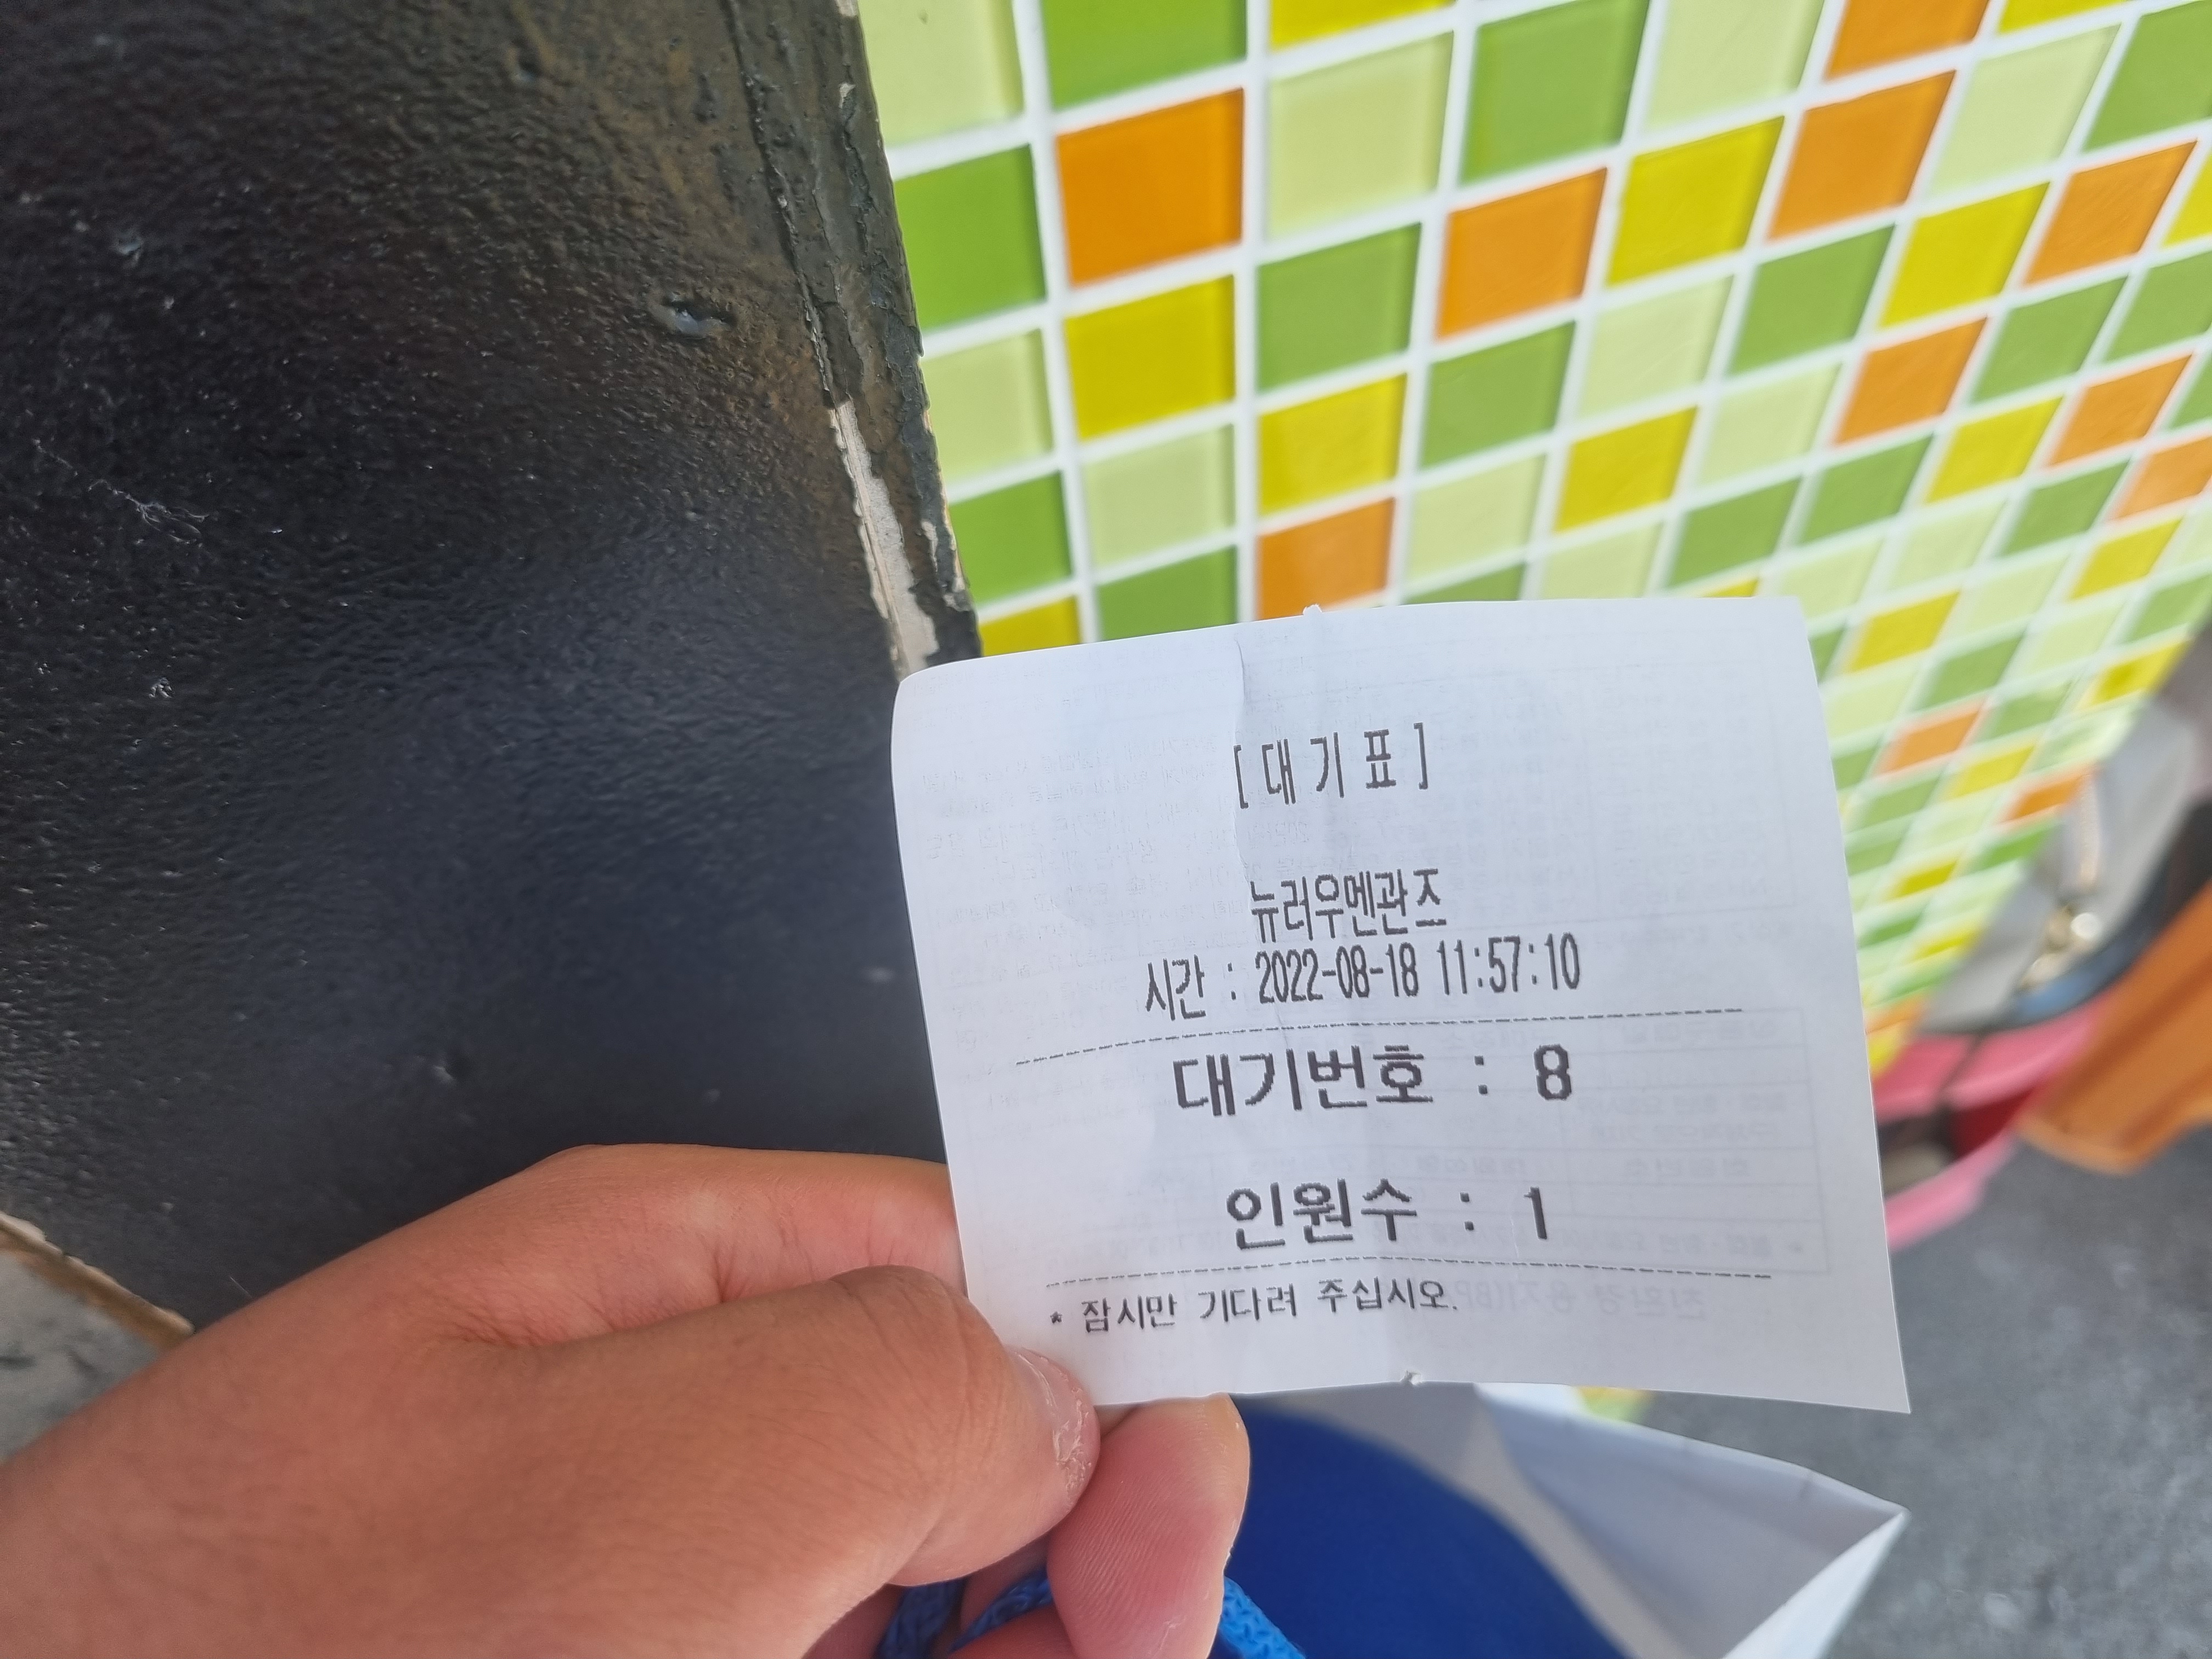 [ 대 기 표 ]
뉴러우멘관즈
시간 : 2022-08-18 11:57:10
대기번호 : 8
인원수 : 1
* 잠시만 기다려 주십시오.